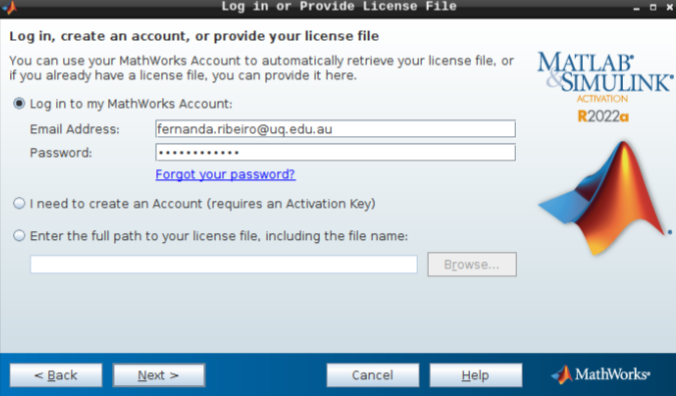 Log in or Provide License File
Log in, create an account, or provide your license file
You can use your MathWorks Account to automatically retrieve your license file, or
if you already have a license file, you can provide it here.
Log in to my MathWorks Account:
Email Address: fernanda.ribeiro@uq.edu.au
Password: ••••••••••••
Forgot your password?
I need to create an Account (requires an Activation Key)
Enter the full path to your license file, including the file name:
Browse...
MATLAB®
&SIMULINK®
ACTIVATION
R2022a
< Back
Next >
Cancel
Help
MathWorks®